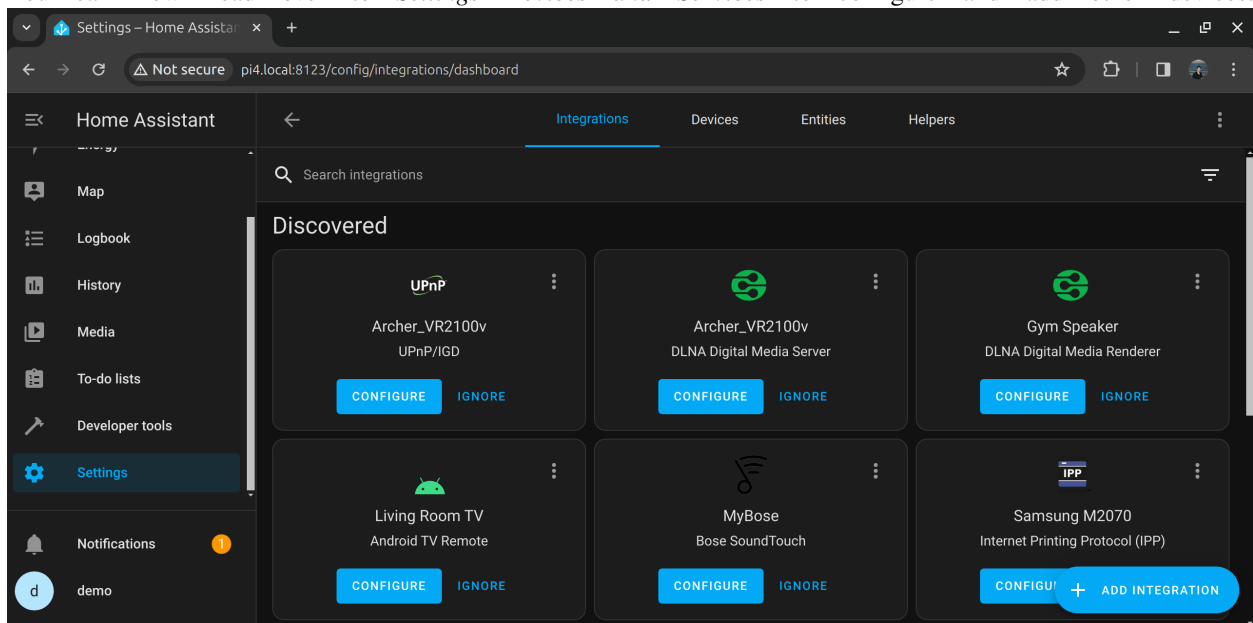 Settings – Home Assistan
Not secure pi4.local:8123/config/integrations/dashboard
Home Assistant
Integrations Devices Entities Helpers
Energy
Map
Logbook
History
Media
To-do lists
Developer tools
Settings
Notifications 1
d demo
Search integrations
Discovered
UPnP
Archer_VR2100v
UPnP/IGD
CONFIGURE IGNORE
Archer_VR2100v
DLNA Digital Media Server
CONFIGURE IGNORE
Gym Speaker
DLNA Digital Media Renderer
CONFIGURE IGNORE
Living Room TV
Android TV Remote
CONFIGURE IGNORE
MyBose
Bose SoundTouch
CONFIGURE IGNORE
IPP
Samsung M2070
Internet Printing Protocol (IPP)
CONFIGU
ADD INTEGRATION